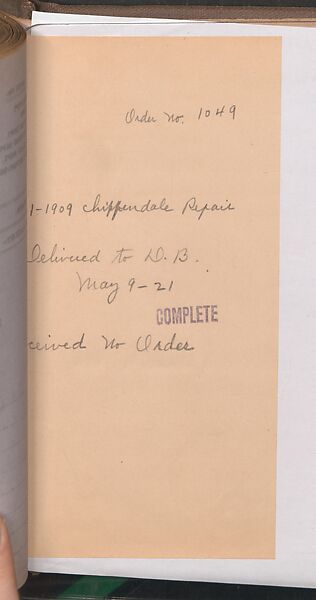 Order No. 1049
1-1909 Chippendale Repair
Delivered to D. B.
May 9-21
COMPLETE
ceived No Order